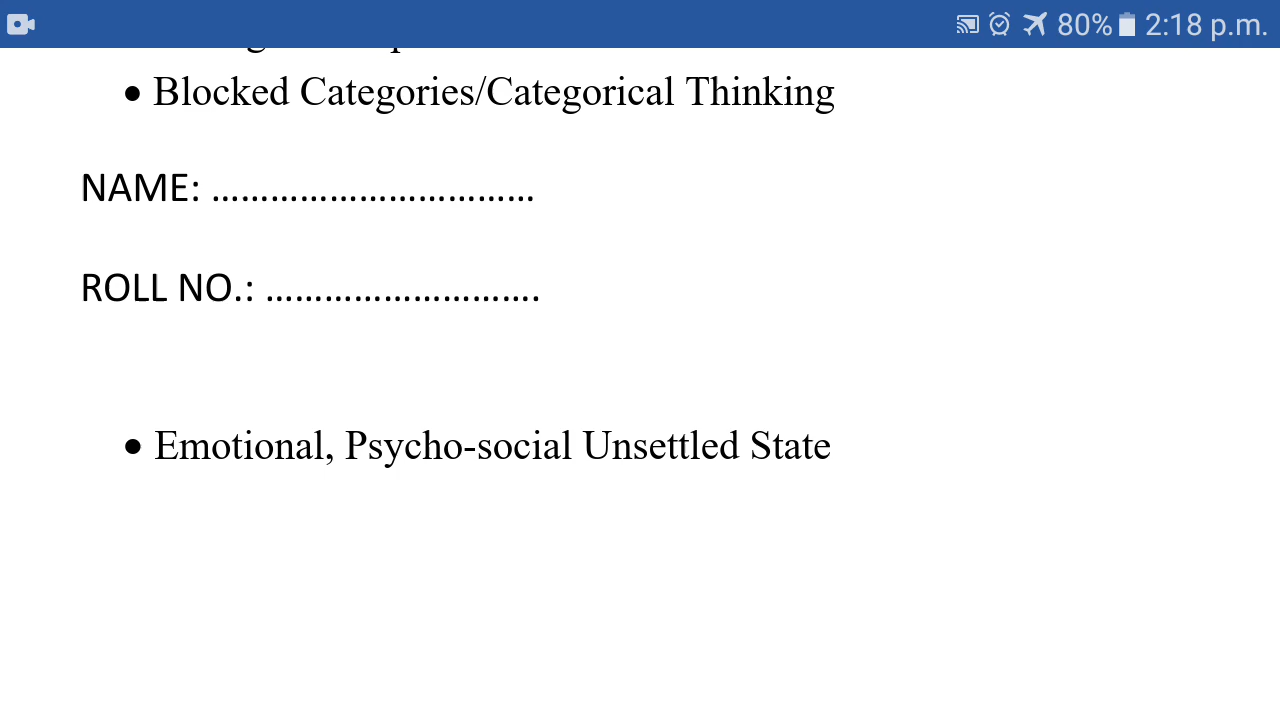 80% 2:18 p.m.
• Blocked Categories/Categorical Thinking
NAME: ……………………………
ROLL NO.: ……………………….
• Emotional, Psycho-social Unsettled State